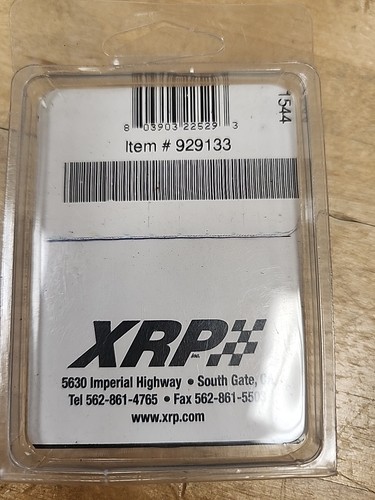 1544
8 03903 22529 3
Item # 929133
XRP INC.
5630 Imperial Highway • South Gate,
Tel 562-861-4765 • Fax 562-861-550
www.xrp.com